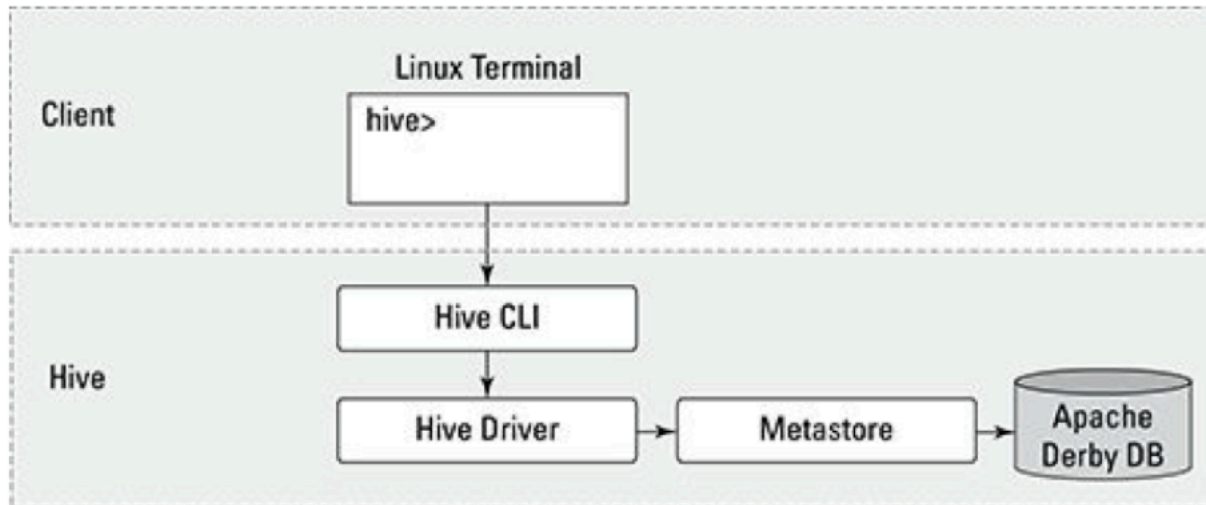 Linux Terminal
Client
hive>
Hive CLI
Hive
Hive Driver
Metastore
Apache
Derby DB